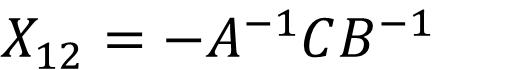 X₁₂ = −A⁻¹CB⁻¹